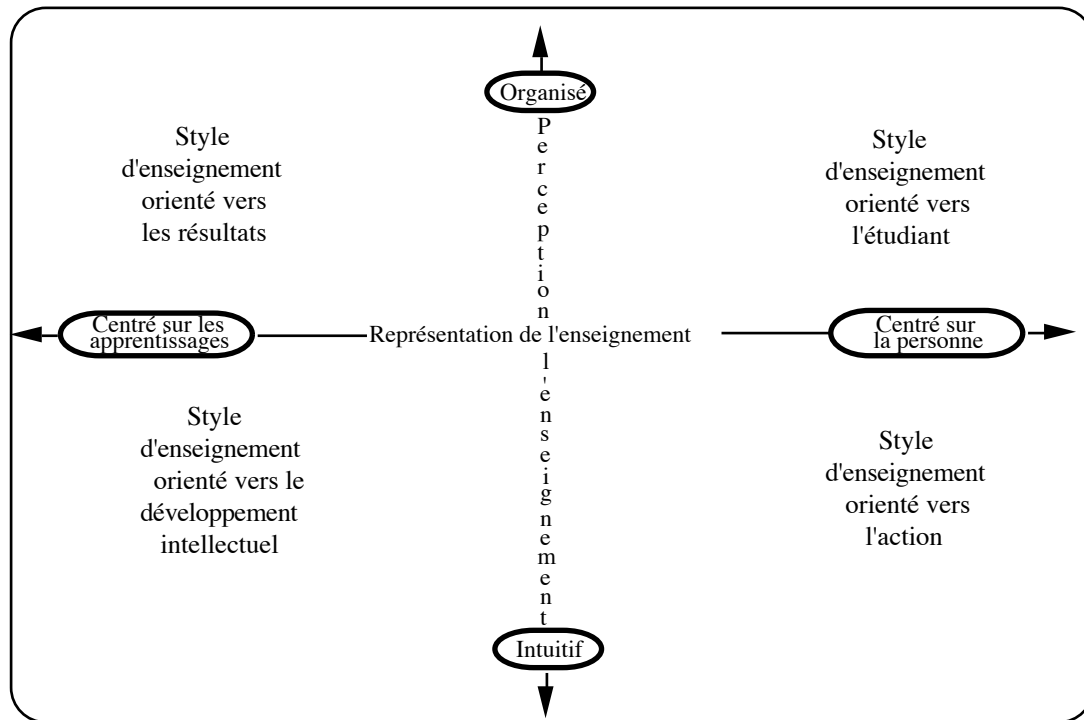 Organisé
Style
d'enseignement
orienté vers
les résultats
Style
d'enseignement
orienté vers
l'étudiant
Perception
l'enseignement
Centré sur les
apprentissages
Représentation de l'enseignement
Centré sur
la personne
Style
d'enseignement
orienté vers le
développement
intellectuel
Style
d'enseignement
orienté vers
l'action
Intuitif